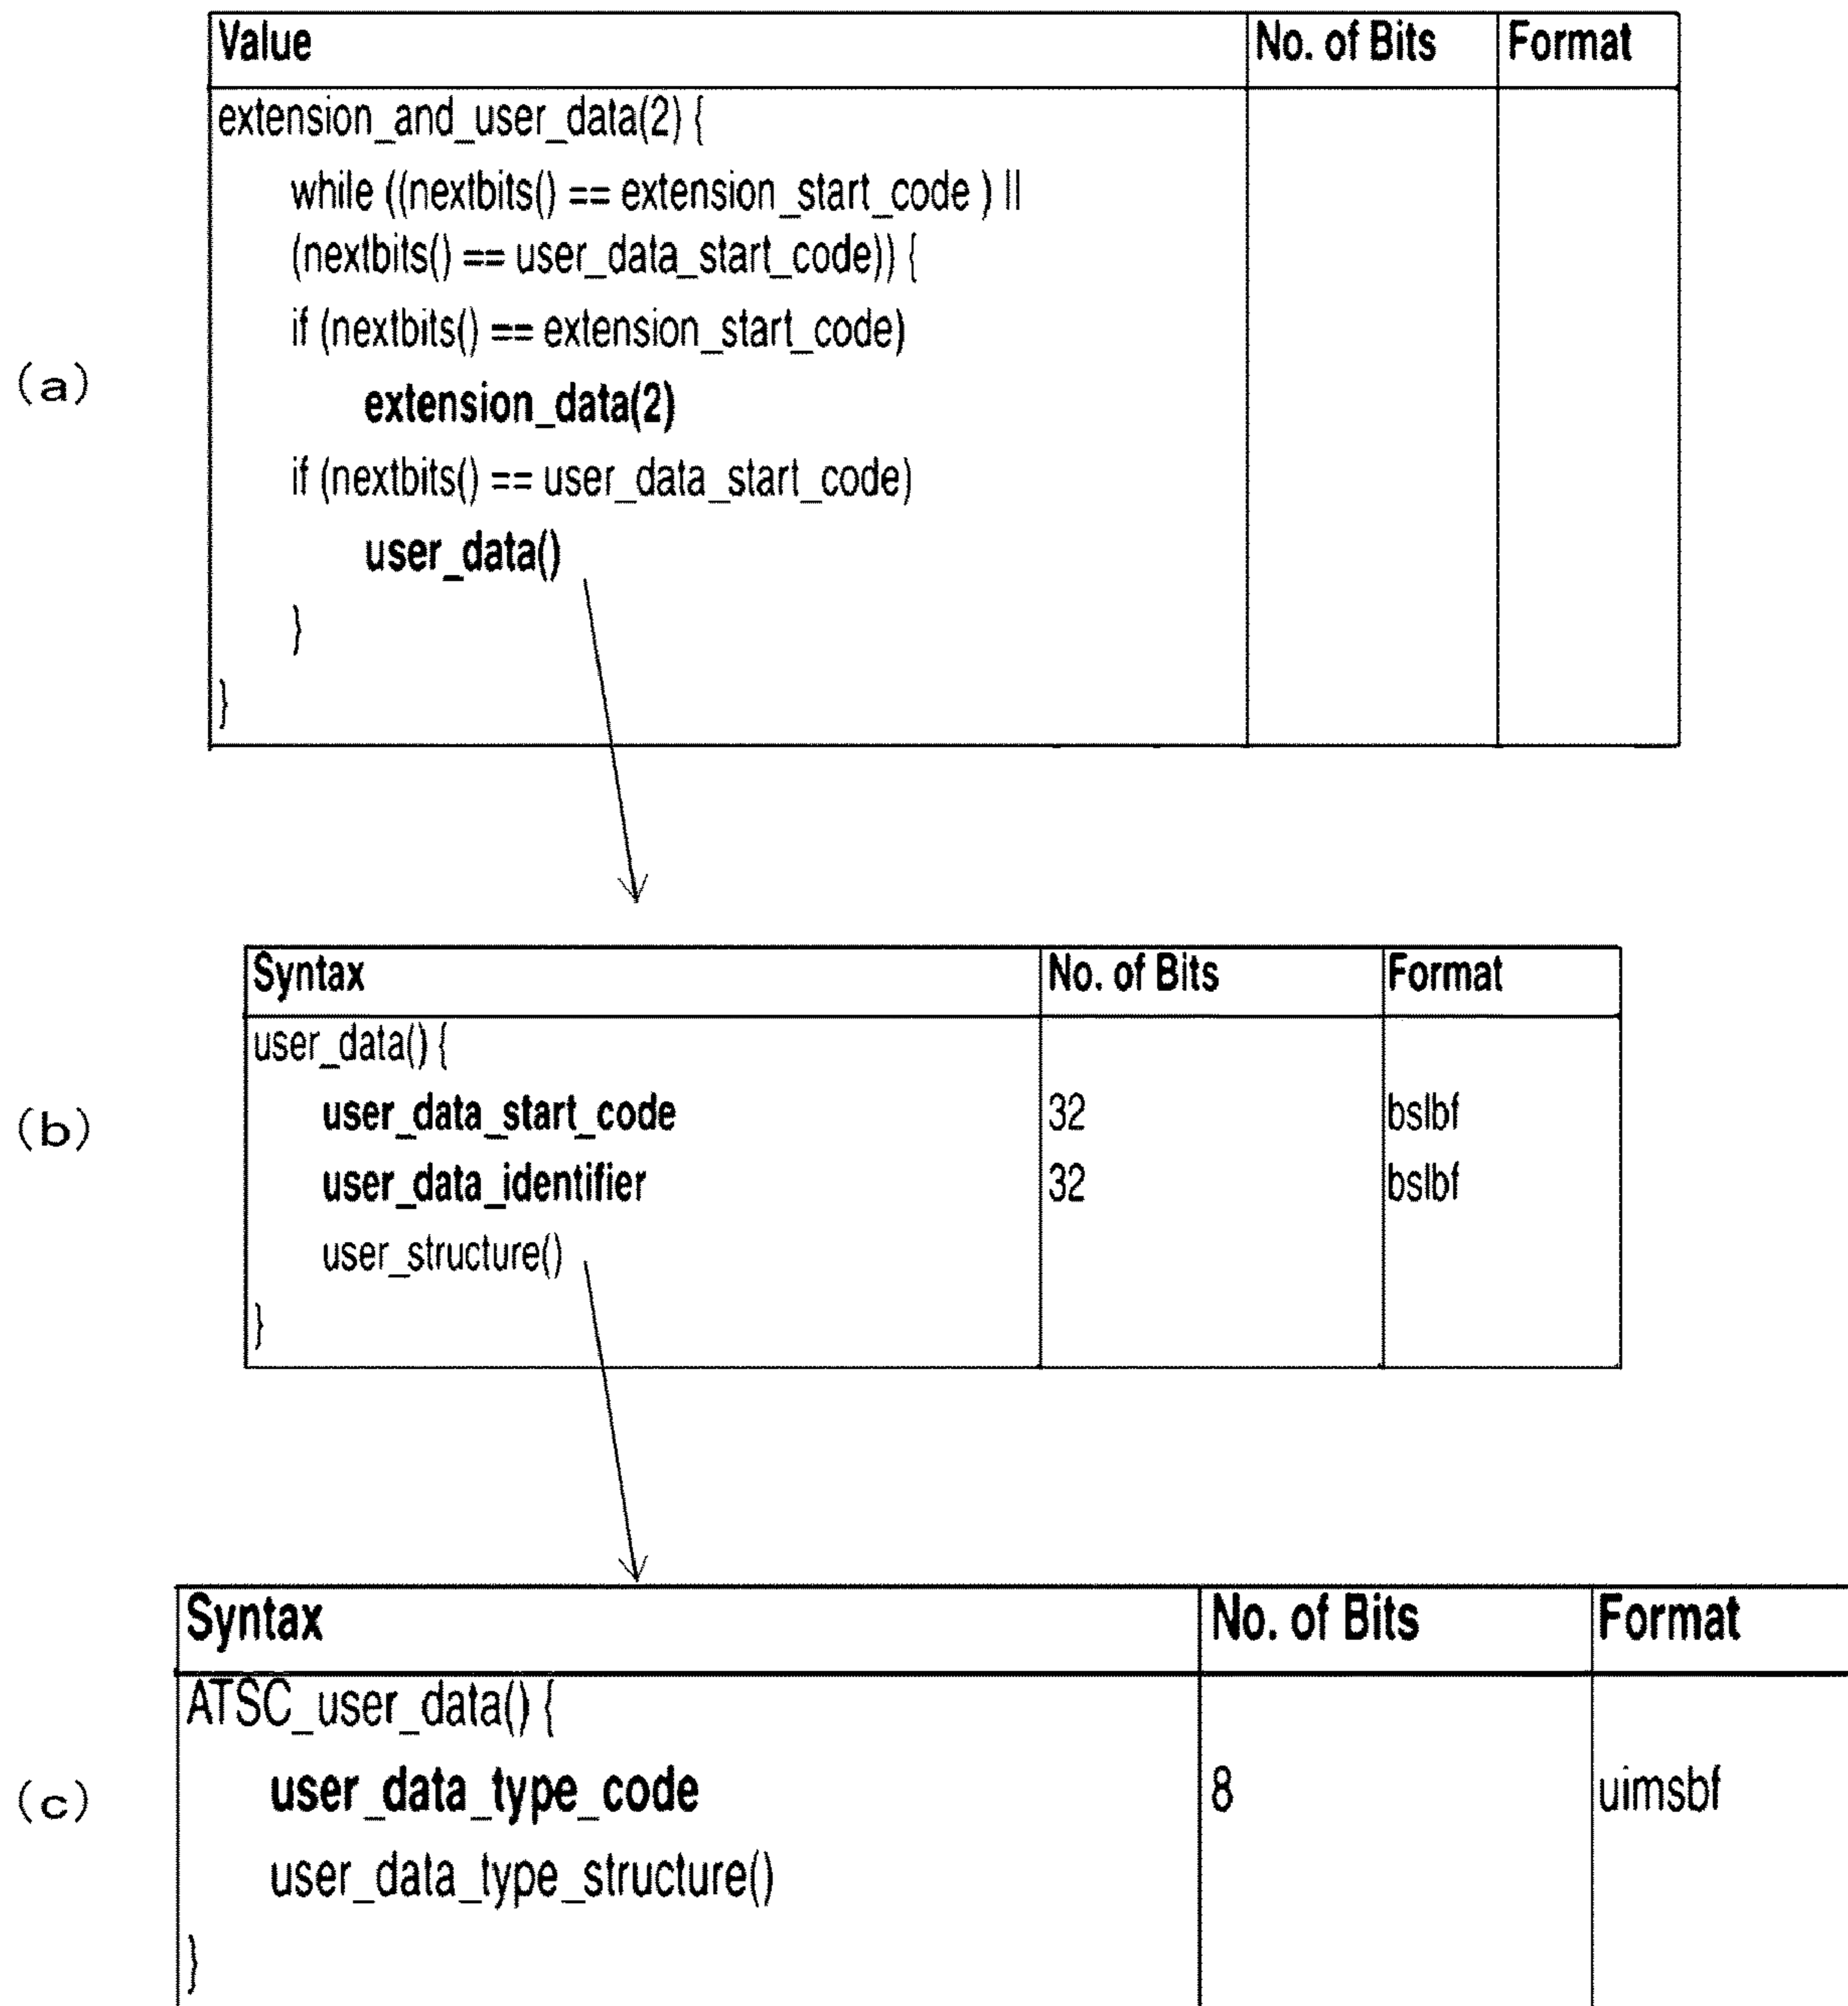 Value No. of Bits Format
extension_and_user_data(2) {
while ((nextbits() == extension_start_code ) ||
(nextbits() == user_data_start_code)) {
if (nextbits() == extension_start_code)
(a)
extension_data(2)
if (nextbits() == user_data_start_code)
user_data()
}
}
Syntax No. of Bits Format
user_data() {
(b) user_data_start_code 32 bslbf
user_data_identifier 32 bslbf
user_structure()
}
Syntax No. of Bits Format
ATSC_user_data() {
(c) user_data_type_code 8 uimsbf
user_data_type_structure()
}